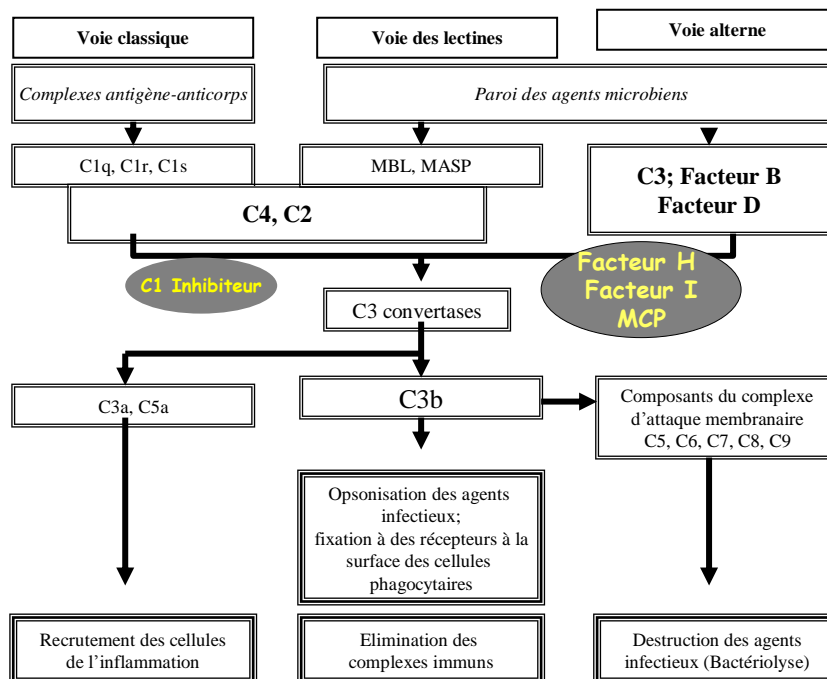 Voie classique
Voie des lectines
Voie alterne
Complexes antigène-anticorps
Paroi des agents microbiens
C1q, C1r, C1s
MBL, MASP
C3; Facteur B
Facteur D
C4, C2
C1 Inhibiteur
Facteur H
Facteur I
MCP
C3 convertases
C3a, C5a
C3b
Composants du complexe
d’attaque membranaire
C5, C6, C7, C8, C9
Opsonisation des agents
infectieux;
fixation à des récepteurs à la
surface des cellules
phagocytaires
Recrutement des cellules
de l’inflammation
Elimination des
complexes immuns
Destruction des agents
infectieux (Bactériolyse)